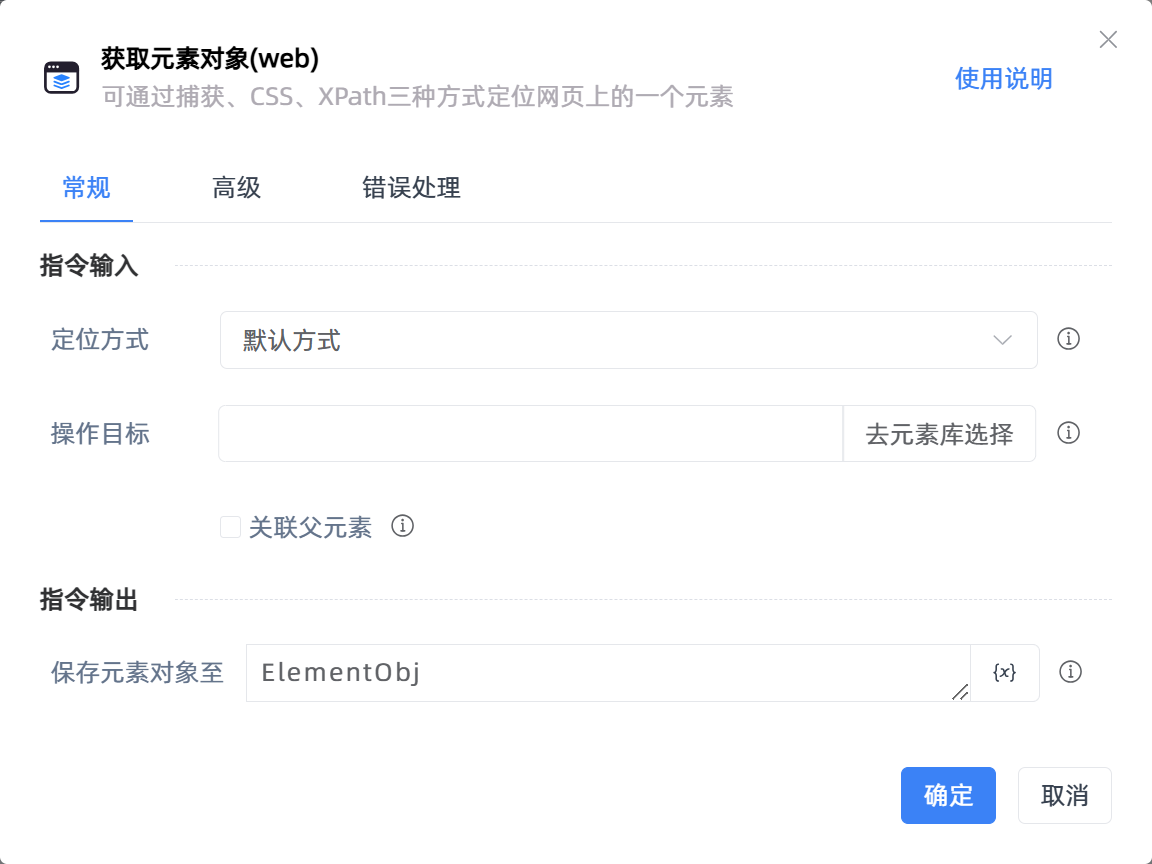 获取元素对象(web)
可通过捕获、CSS、XPath三种方式定位网页上的一个元素
使用说明
常规 高级 错误处理
指令输入
定位方式 默认方式
操作目标 去元素库选择
关联父元素
指令输出
保存元素对象至 ElementObj {x}
确定 取消